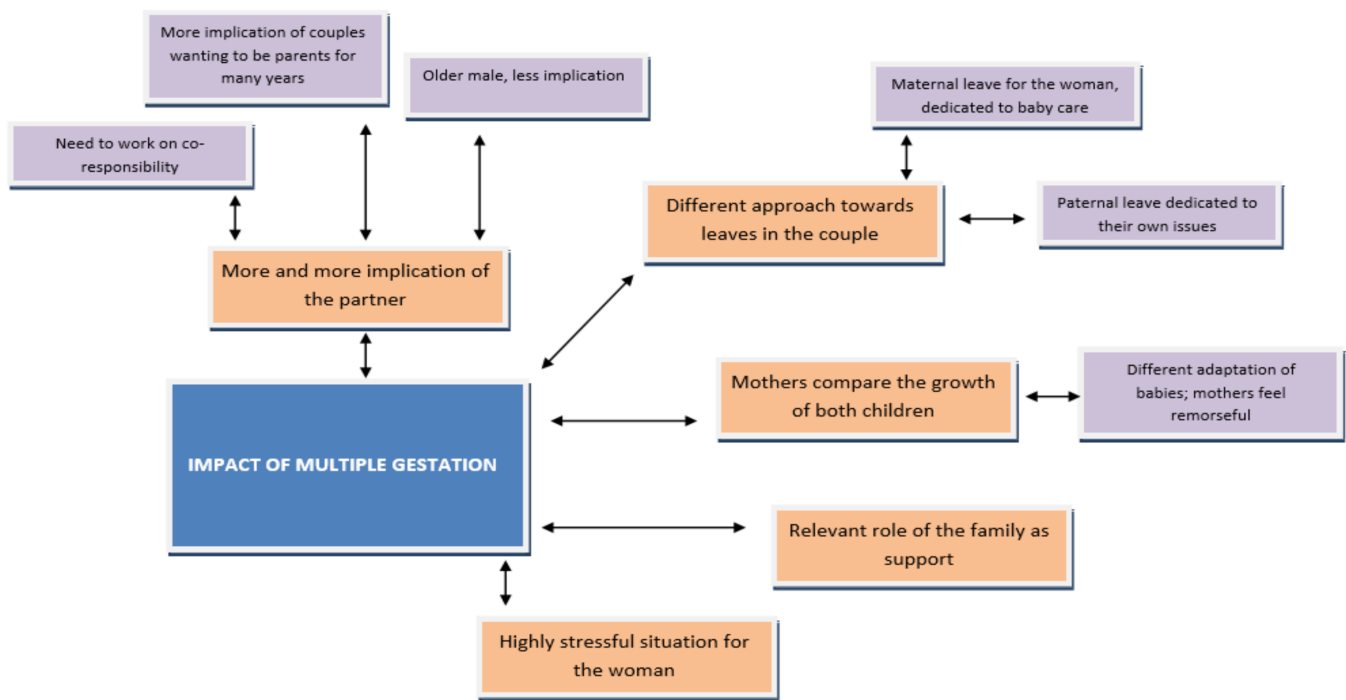 More implication of couples
wanting to be parents for
many years
Older male, less implication
Maternal leave for the woman,
dedicated to baby care
Need to work on co-
responsibility
Different approach towards
leaves in the couple
Paternal leave dedicated to
their own issues
More and more implication of
the partner
Mothers compare the growth
of both children
Different adaptation of
babies; mothers feel
remorseful
IMPACT OF MULTIPLE GESTATION
Relevant role of the family as
support
Highly stressful situation for
the woman